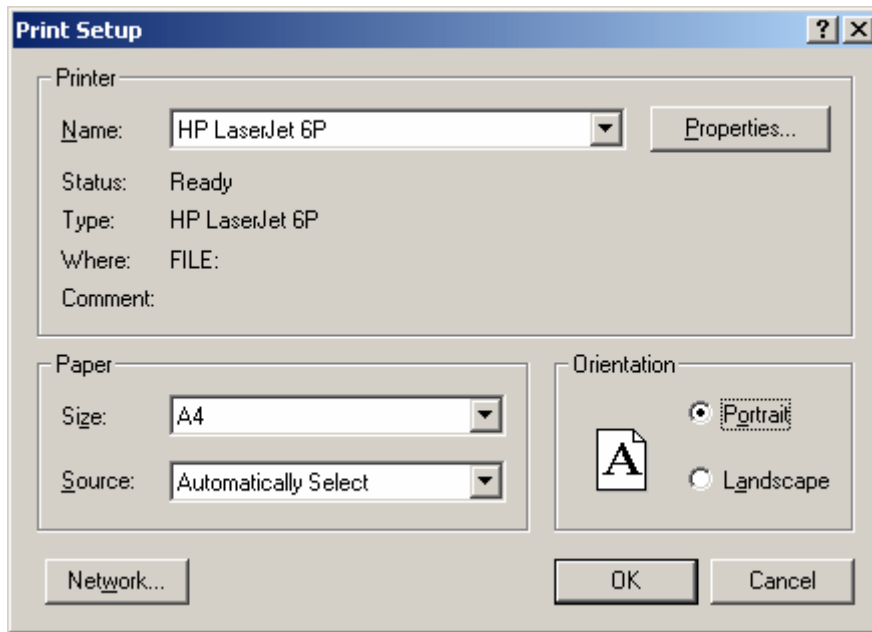 Print Setup
Printer
Name: HP LaserJet 6P Properties...
Status: Ready
Type: HP LaserJet 6P
Where: FILE:
Comment:
Paper
Size: A4
Source: Automatically Select
Orientation
A
Portrait
Landscape
Network... OK Cancel